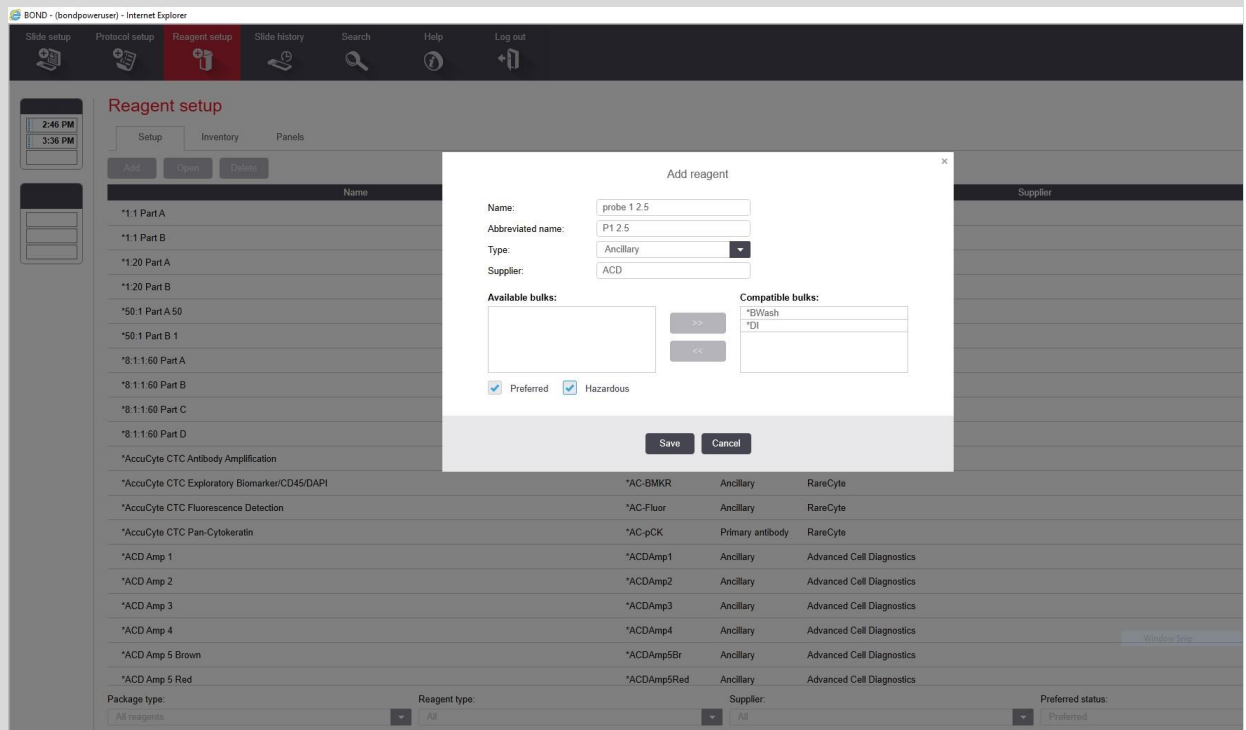 BOND - (bondpoweruser) - Internet Explorer
Slide setup Protocol setup Reagent setup Slide history Search Help Log out
Reagent setup
2:46 PM
3:36 PM
Setup Inventory Panels
Add Open Delete
Name Supplier
*1:1 Part A
*1:1 Part B
*1:20 Part A
*1:20 Part B
*50:1 Part A 50
*50:1 Part B 1
*8:1:1:60 Part A
*8:1:1:60 Part B
*8:1:1:60 Part C
*8:1:1:60 Part D
*AccuCyte CTC Antibody Amplification
*AccuCyte CTC Exploratory Biomarker/CD45/DAPI *AC-BMKR Ancillary RareCyte
*AccuCyte CTC Fluorescence Detection *AC-Fluor Ancillary RareCyte
*AccuCyte CTC Pan-Cytokeratin *AC-pCK Primary antibody RareCyte
*ACD Amp 1 *ACDAmp1 Ancillary Advanced Cell Diagnostics
*ACD Amp 2 *ACDAmp2 Ancillary Advanced Cell Diagnostics
*ACD Amp 3 *ACDAmp3 Ancillary Advanced Cell Diagnostics
*ACD Amp 4 *ACDAmp4 Ancillary Advanced Cell Diagnostics
*ACD Amp 5 Brown *ACDAmp5Br Ancillary Advanced Cell Diagnostics
*ACD Amp 5 Red *ACDAmp5Red Ancillary Advanced Cell Diagnostics
Add reagent
Name: probe 1 2.5
Abbreviated name: P1 2.5
Type: Ancillary
Supplier: ACD
Available bulks: Compatible bulks:
*BWash
>> *DI
<<
Preferred Hazardous
Save Cancel
Window Snip
Package type: Reagent type: Supplier: Preferred status:
All reagents All All Preferred